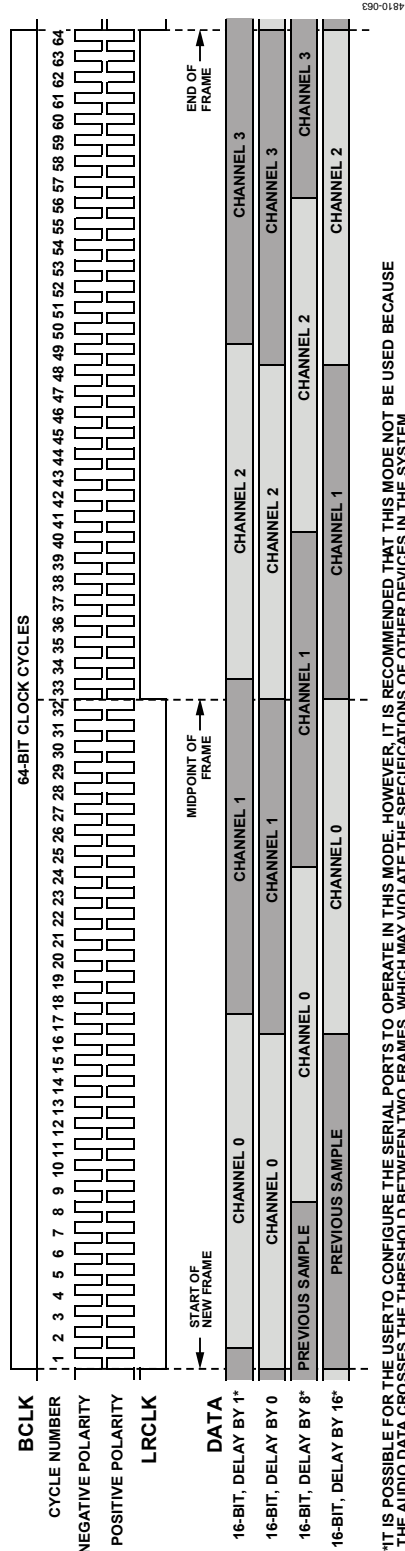 64-BIT CLOCK CYCLES
BCLK
CYCLE NUMBER
1 2 3 4 5 6 7 8 9 10 11 12 13 14 15 16 17 18 19 20 21 22 23 24 25 26 27 28 29 30 31 32 33 34 35 36 37 38 39 40 41 42 43 44 45 46 47 48 49 50 51 52 53 54 55 56 57 58 59 60 61 62 63 64
NEGATIVE POLARITY
POSITIVE POLARITY
LRCLK
START OF
NEW FRAME
MIDPOINT OF
FRAME
END OF
FRAME
DATA
16-BIT, DELAY BY 1*
CHANNEL 0 CHANNEL 1 CHANNEL 2 CHANNEL 3
16-BIT, DELAY BY 0
CHANNEL 0 CHANNEL 1 CHANNEL 2 CHANNEL 3
16-BIT, DELAY BY 8*
PREVIOUS SAMPLE CHANNEL 0 CHANNEL 1 CHANNEL 2 CHANNEL 3
16-BIT, DELAY BY 16*
PREVIOUS SAMPLE CHANNEL 0 CHANNEL 1 CHANNEL 2
*IT IS POSSIBLE FOR THE USER TO CONFIGURE THE SERIAL PORTS TO OPERATE IN THIS MODE. HOWEVER, IT IS RECOMMENDED THAT THIS MODE NOT BE USED BECAUSE
THE AUDIO DATA CROSSES THE THRESHOLD BETWEEN TWO FRAMES, WHICH MAY VIOLATE THE SPECIFICATIONS OF OTHER DEVICES IN THE SYSTEM.
4810-063